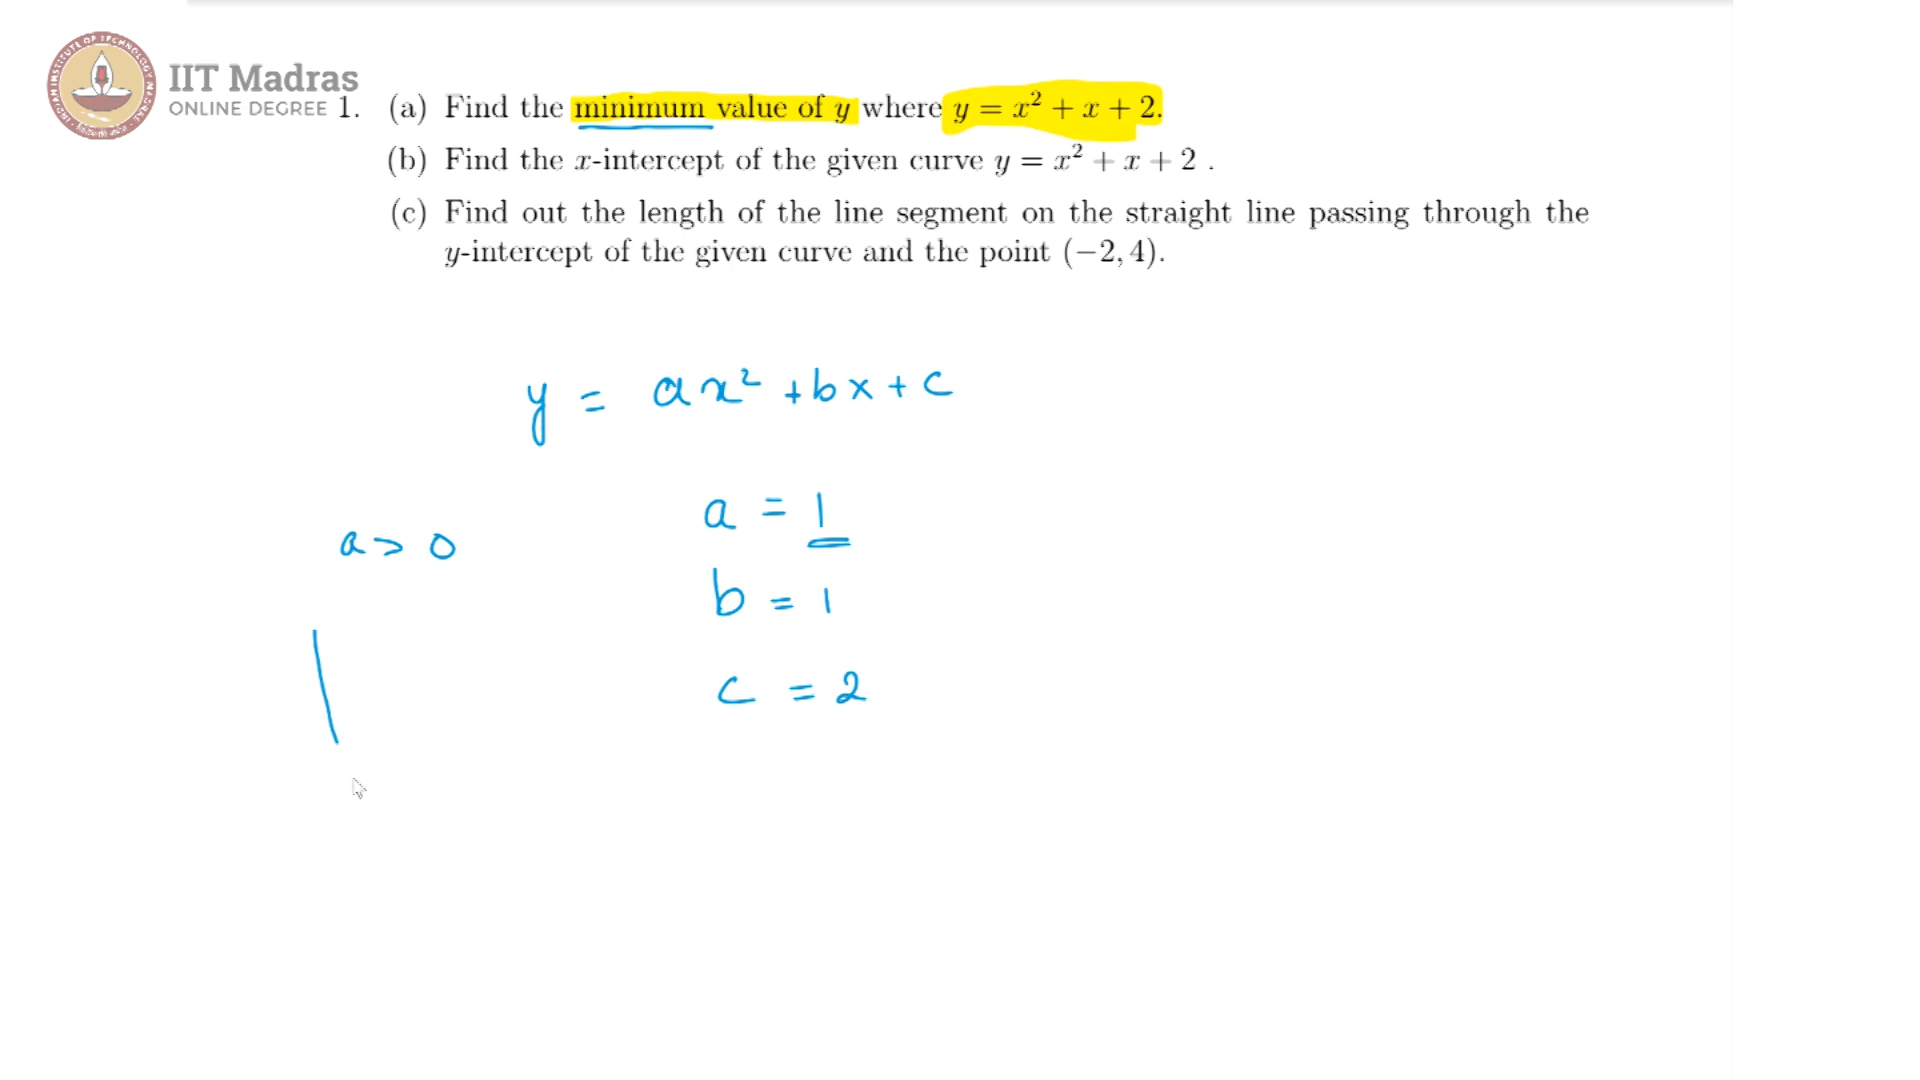 IIT Madras
ONLINE DEGREE
1. (a) Find the minimum value of y where y = x² + x + 2.
(b) Find the x-intercept of the given curve y = x² + x + 2 .
(c) Find out the length of the line segment on the straight line passing through the
y-intercept of the given curve and the point (−2, 4).
y = ax² + bx + c
a = 1
a > 0
b = 1
c = 2